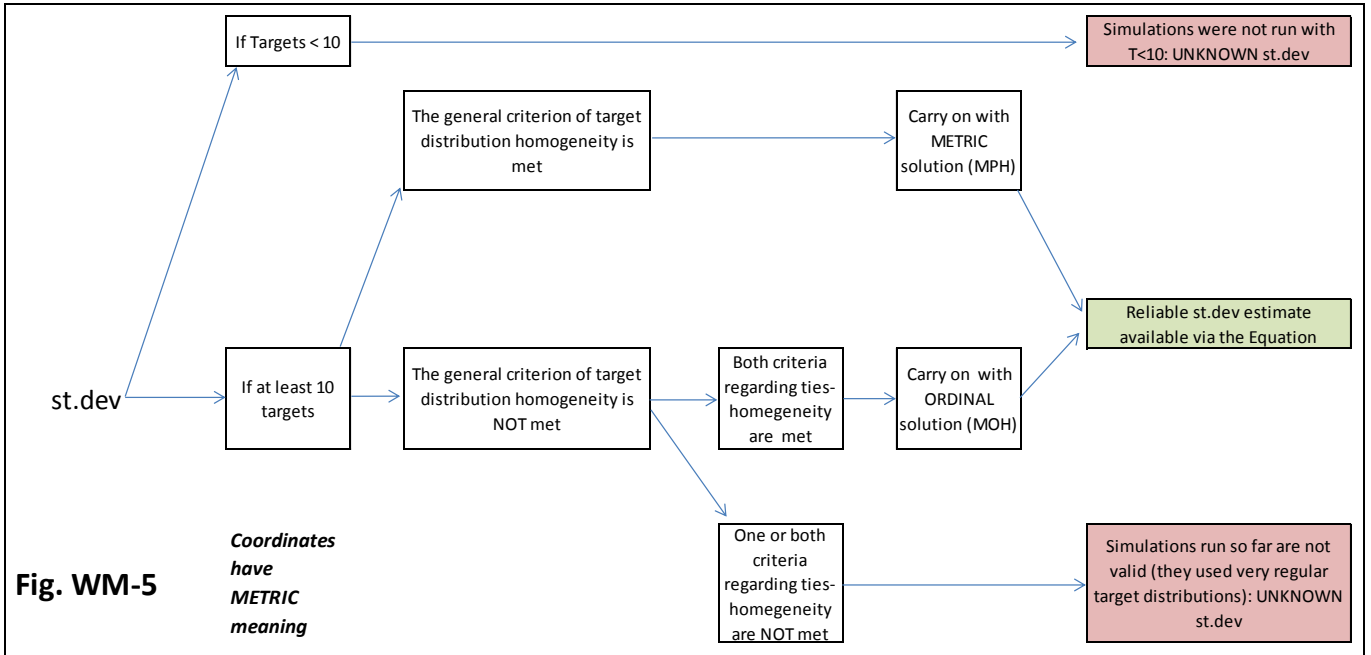 If Targets < 10
Simulations were not run with
T<10: UNKNOWN st.dev
The general criterion of target
distribution homogeneity is
met
Carry on with
METRIC
solution (MPH)
Reliable st.dev estimate
available via the Equation
st.dev
If at least 10
targets
The general criterion of target
distribution homogeneity is
NOT met
Both criteria
regarding ties-
homegeneity
are met
Carry on with
ORDINAL
solution (MOH)
One or both
criteria
regarding ties-
homogeneity
are NOT met
Simulations run so far are not
valid (they used very regular
target distributions): UNKNOWN
st.dev
Fig. WM-5
Coordinates
have
METRIC
meaning